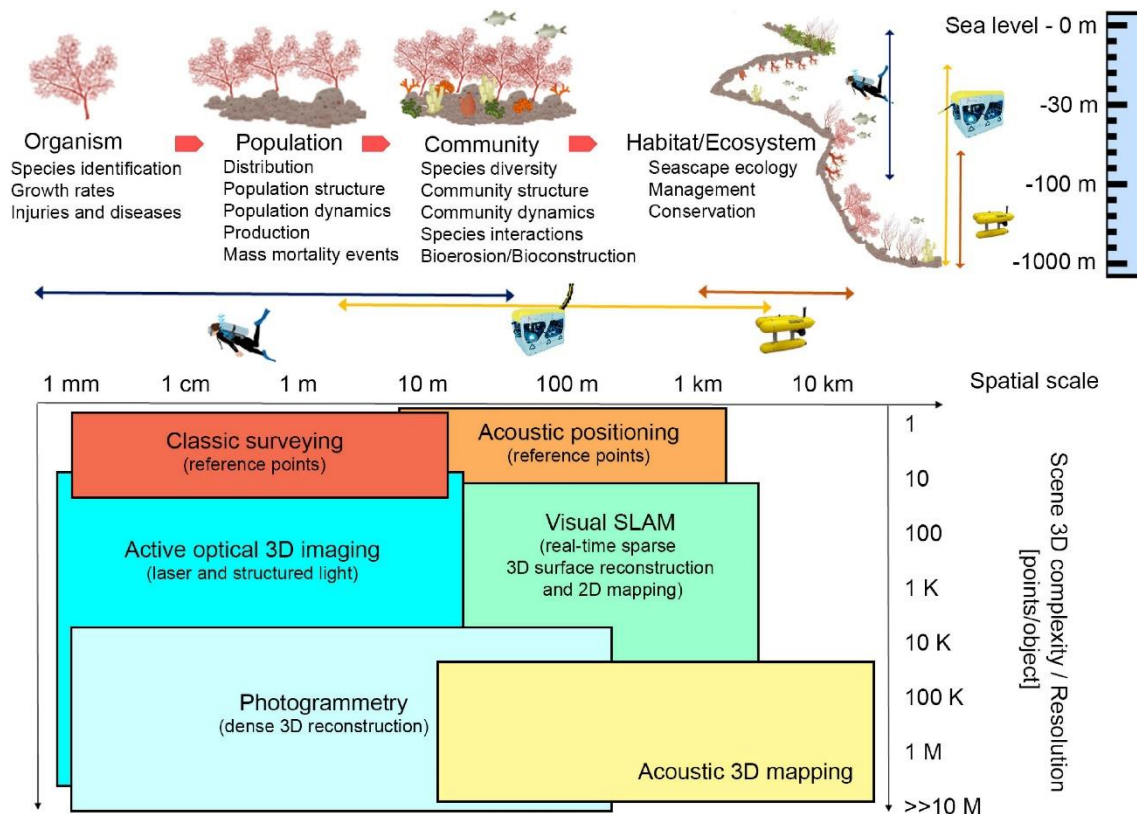 Sea level - 0 m
-30 m
-100 m
-1000 m
Organism
Species identification
Growth rates
Injuries and diseases
Population
Distribution
Population structure
Population dynamics
Production
Mass mortality events
Community
Species diversity
Community structure
Community dynamics
Species interactions
Bioerosion/Bioconstruction
Habitat/Ecosystem
Seascape ecology
Management
Conservation
1 mm 1 cm 1 m 10 m 100 m 1 km 10 km Spatial scale
Classic surveying
(reference points)
Acoustic positioning
(reference points)
Active optical 3D imaging
(laser and structured light)
Visual SLAM
(real-time sparse
3D surface reconstruction
and 2D mapping)
Photogrammetry
(dense 3D reconstruction)
Acoustic 3D mapping
1
10
100
1 K
10 K
100 K
1 M
>>10 M
Scene 3D complexity / Resolution
[points/object]